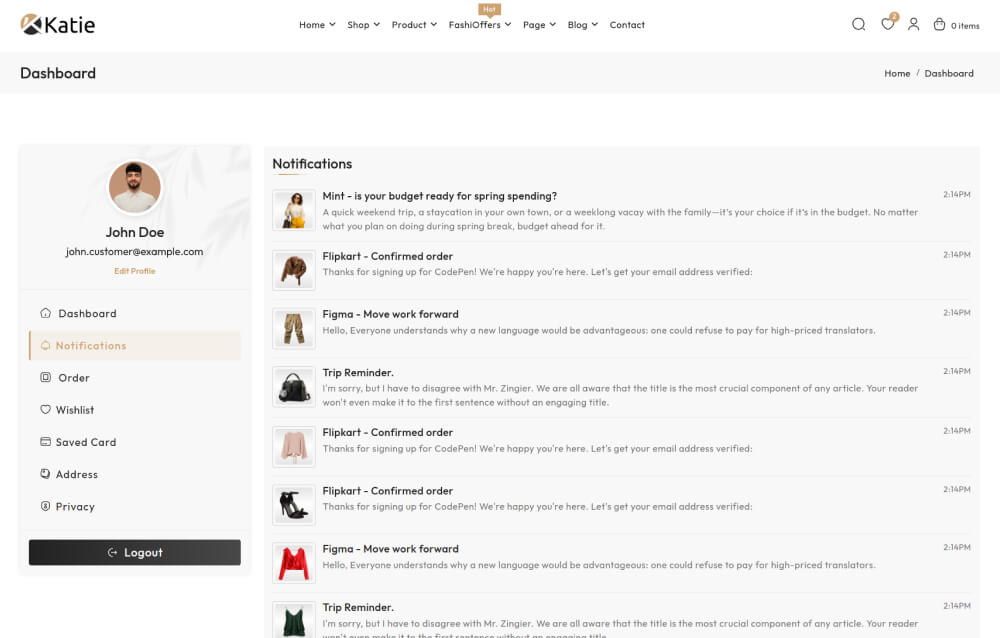 Katie
Hot
Home Shop Product FashiOffers Page Blog Contact
2
0 items
Dashboard
Home / Dashboard
John Doe
john.customer@example.com
Edit Profile
Dashboard
Notifications
Order
Wishlist
Saved Card
Address
Privacy
Logout
Notifications
Mint - is your budget ready for spring spending?
2:14PM
A quick weekend trip, a staycation in your own town, or a weeklong vacay with the family—it's your choice if it's in the budget. No matter
what you plan on doing during spring break, budget ahead for it.
Flipkart - Confirmed order
2:14PM
Thanks for signing up for CodePen! We're happy you're here. Let's get your email address verified:
Figma - Move work forward
2:14PM
Hello, Everyone understands why a new language would be advantageous: one could refuse to pay for high-priced translators.
Trip Reminder.
2:14PM
I'm sorry, but I have to disagree with Mr. Zingier. We are all aware that the title is the most crucial component of any article. Your reader
won't even make it to the first sentence without an engaging title.
Flipkart - Confirmed order
2:14PM
Thanks for signing up for CodePen! We're happy you're here. Let's get your email address verified:
Flipkart - Confirmed order
2:14PM
Thanks for signing up for CodePen! We're happy you're here. Let's get your email address verified:
Figma - Move work forward
2:14PM
Hello, Everyone understands why a new language would be advantageous: one could refuse to pay for high-priced translators.
Trip Reminder.
2:14PM
I'm sorry, but I have to disagree with Mr. Zingier. We are all aware that the title is the most crucial component of any article. Your reader
won't even make it to the first sentence without an engaging title.